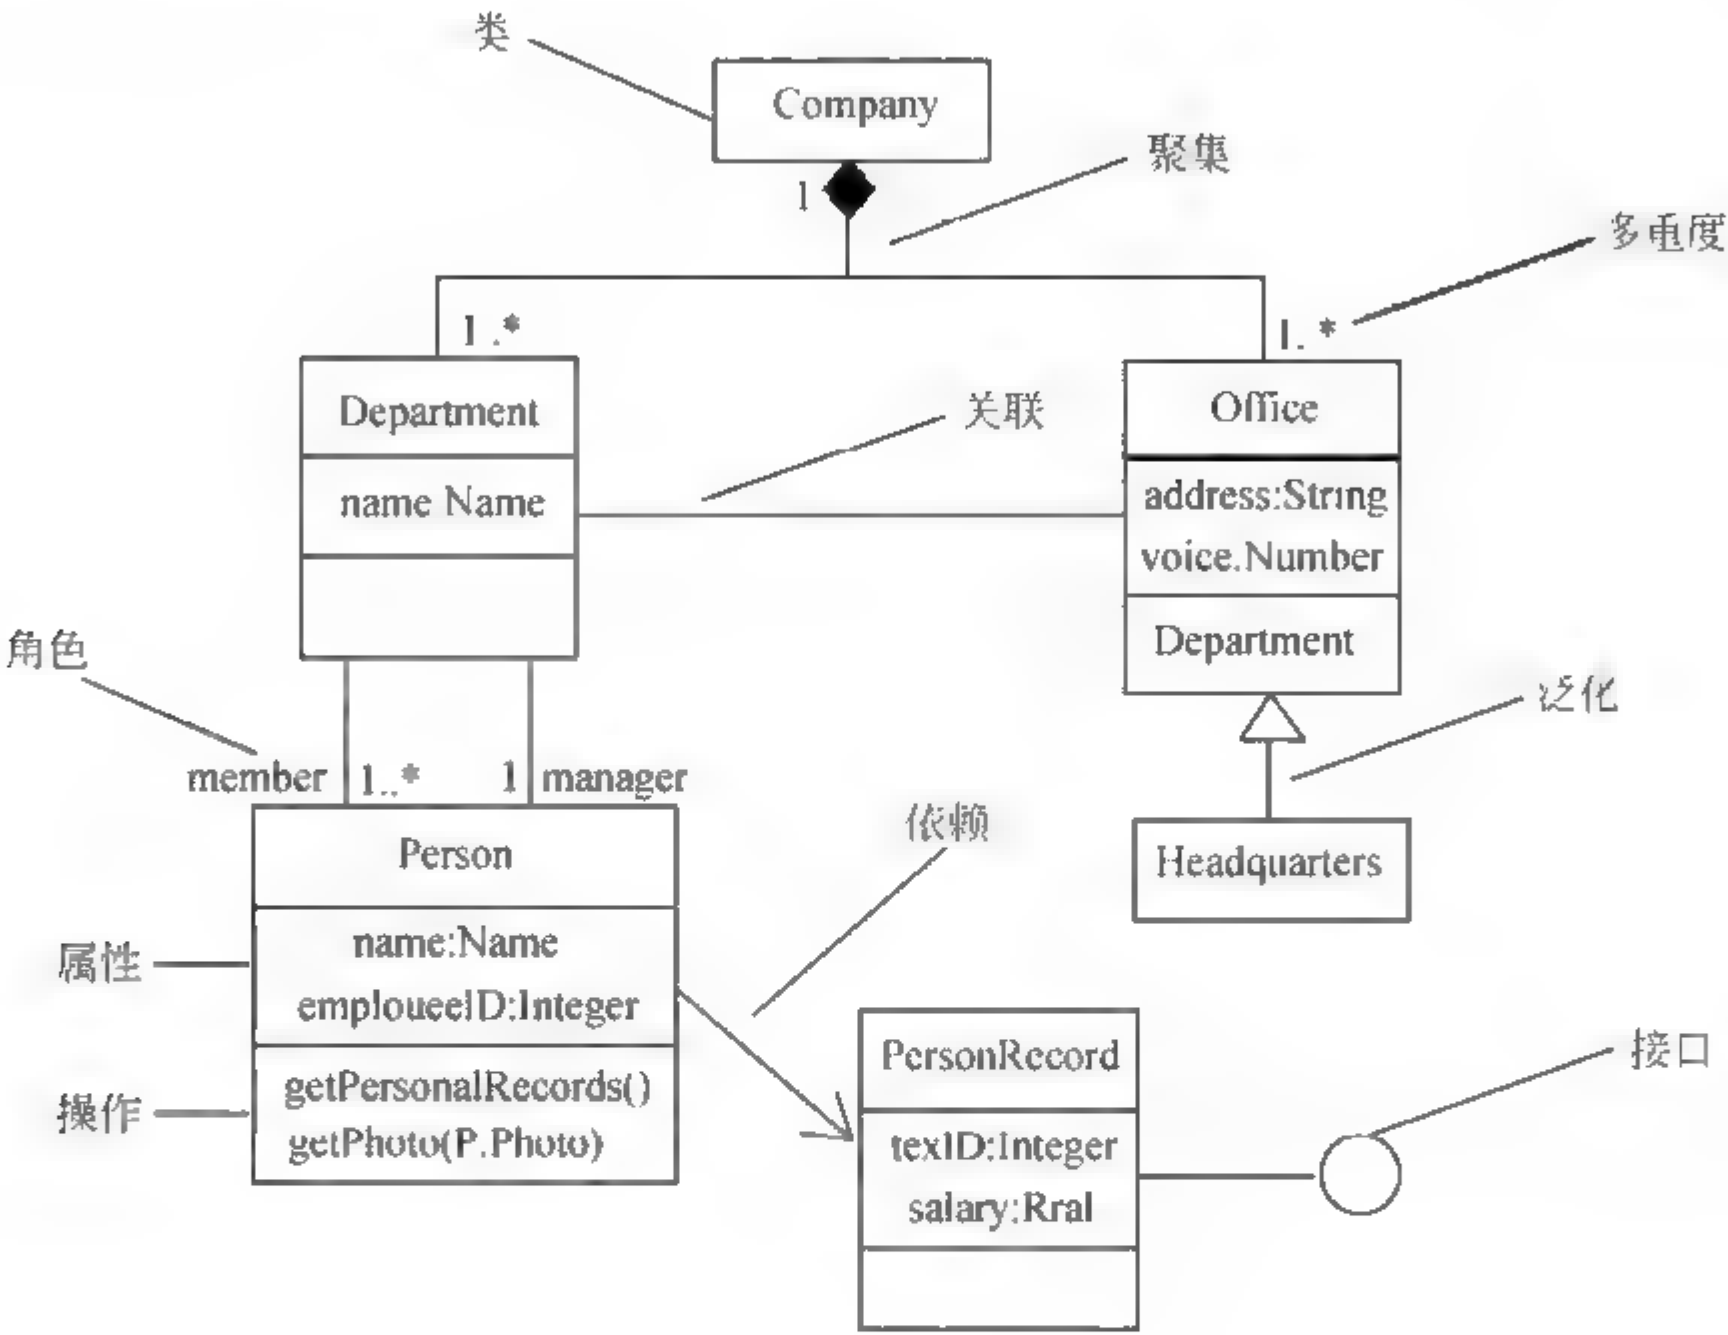 类
Company
聚集
1
多重度
1..*
1. *
Department
Office
关联
name Name
address:String
voice.Number
Department
角色
泛化
member
1..*
1
manager
依赖
Person
Headquarters
属性
name:Name
emploueeID:Integer
接口
PersonRecord
操作
getPersonalRecords()
getPhoto(P.Photo)
texID:Integer
salary:Rral